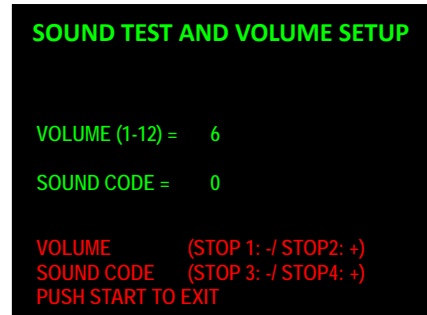 SOUND TEST AND VOLUME SETUP
VOLUME (1-12) = 6
SOUND CODE = 0
VOLUME (STOP 1: -/ STOP2: +)
SOUND CODE (STOP 3: -/ STOP4: +)
PUSH START TO EXIT